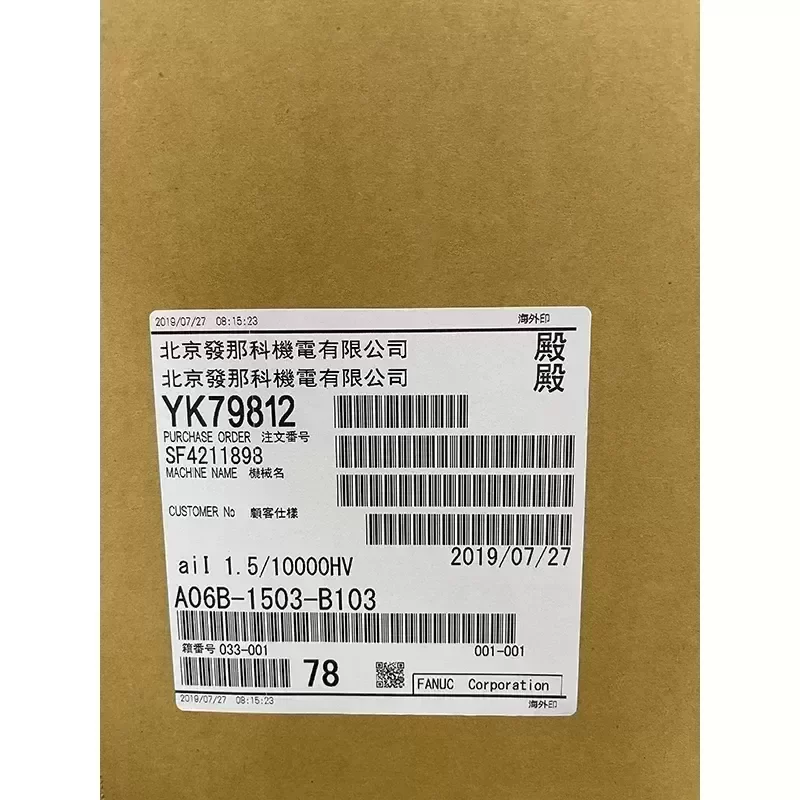 2019/07/27 08:15:23 海外印
北京發那科機電有限公司 殿
北京發那科機電有限公司 殿
YK79812
PURCHASE ORDER 注文番号
SF4211898
MACHINE NAME 機械名
CUSTOMER No 顧客仕様
2019/07/27
aiI 1.5/10000HV
A06B-1503-B103
籍番号 033-001 001-001
78 FANUC Corporation
2019/07/27 08:15:23 海外印